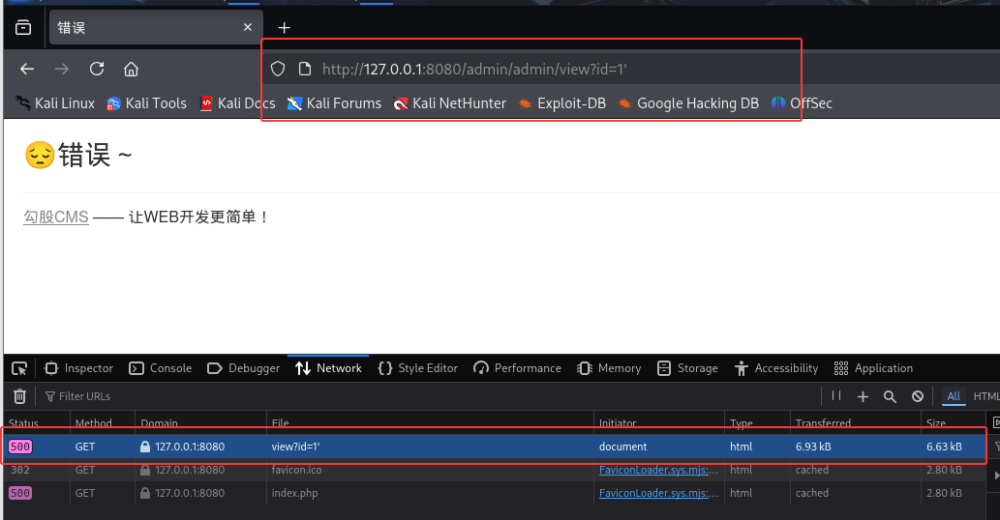 错误
http://127.0.0.1:8080/admin/admin/view?id=1'
Kali Linux Kali Tools Kali Docs Kali Forums Kali NetHunter Exploit-DB Google Hacking DB OffSec
😔错误 ~
勾股CMS —— 让WEB开发更简单！
Inspector Console Debugger Network Style Editor Performance Memory Storage Accessibility Application
Filter URLs All HTML
Status Method Domain File Initiator Type Transferred Size
500 GET 127.0.0.1:8080 view?id=1' document html 6.93 kB 6.63 kB
302 GET 127.0.0.1:8080 favicon.ico FaviconLoader.sys.mjs:… html cached 2.80 kB
500 GET 127.0.0.1:8080 index.php FaviconLoader.sys.mjs:… html cached 2.80 kB